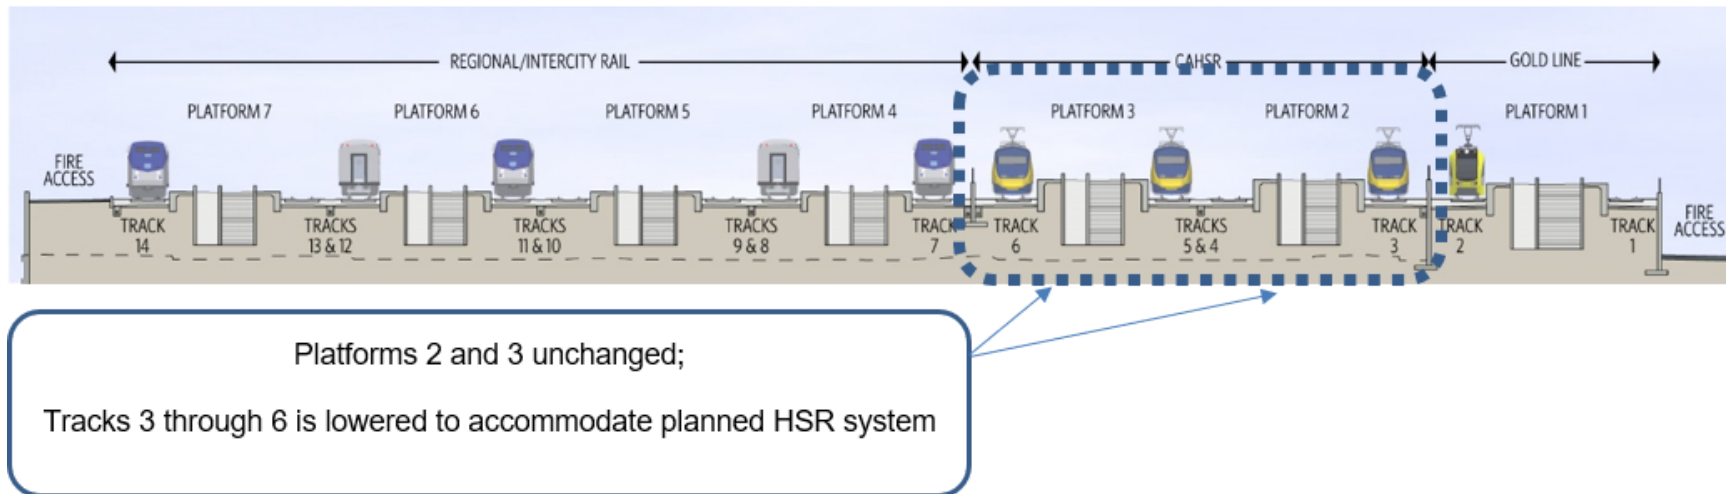 REGIONAL/INTERCITY RAIL
CAHSR
GOLD LINE
PLATFORM 7
PLATFORM 6
PLATFORM 5
PLATFORM 4
PLATFORM 3
PLATFORM 2
PLATFORM 1
FIRE
ACCESS
TRACK
14
TRACKS
13 & 12
TRACKS
11 & 10
TRACKS
9 & 8
TRACK
7
TRACK
6
TRACKS
5 & 4
TRACK
3
TRACK
2
TRACK
1
FIRE
ACCESS
Platforms 2 and 3 unchanged;
Tracks 3 through 6 is lowered to accommodate planned HSR system